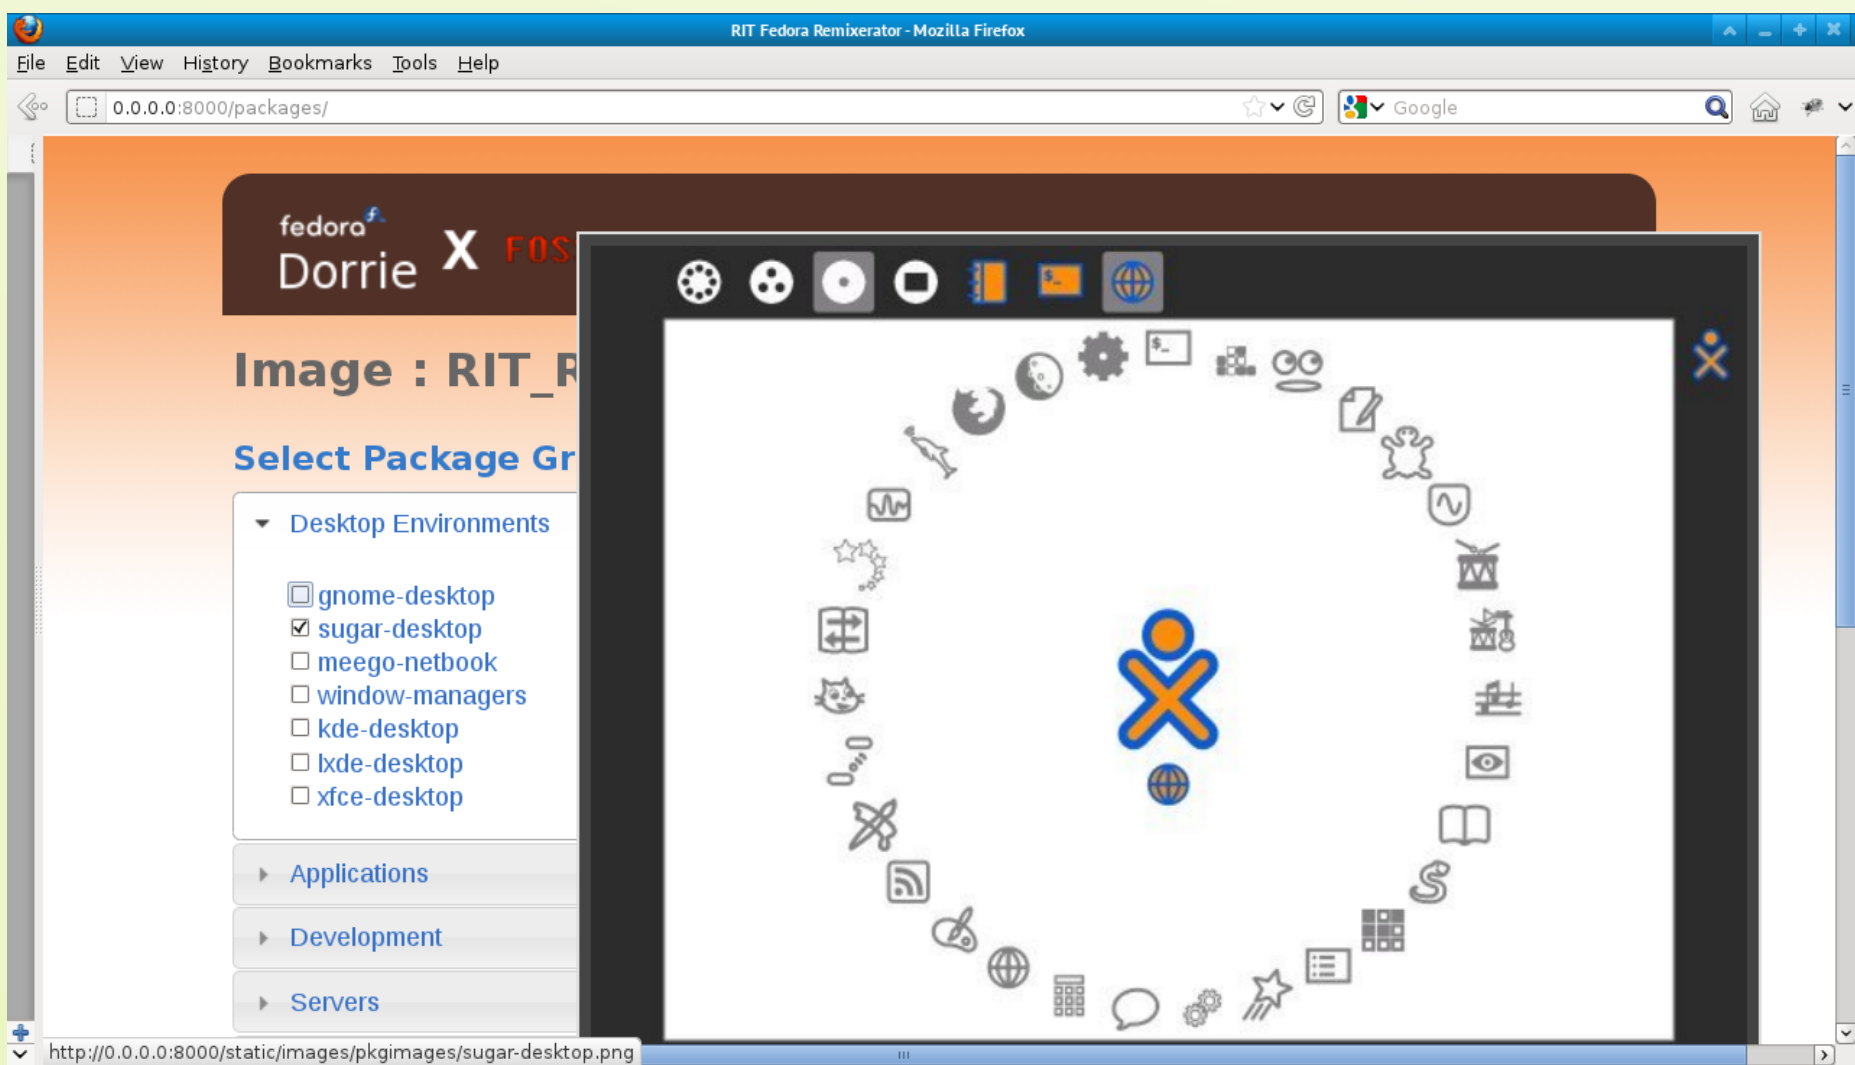 RIT Fedora Remixerator - Mozilla Firefox
File Edit View History Bookmarks Tools Help
0.0.0.0:8000/packages/
Google
fedora
Dorrie X FOS
Image : RIT_R
Select Package Gr
Desktop Environments
gnome-desktop
sugar-desktop
meego-netbook
window-managers
kde-desktop
lxde-desktop
xfce-desktop
Applications
Development
Servers
$_
$_
http://0.0.0.0:8000/static/images/pkgimages/sugar-desktop.png